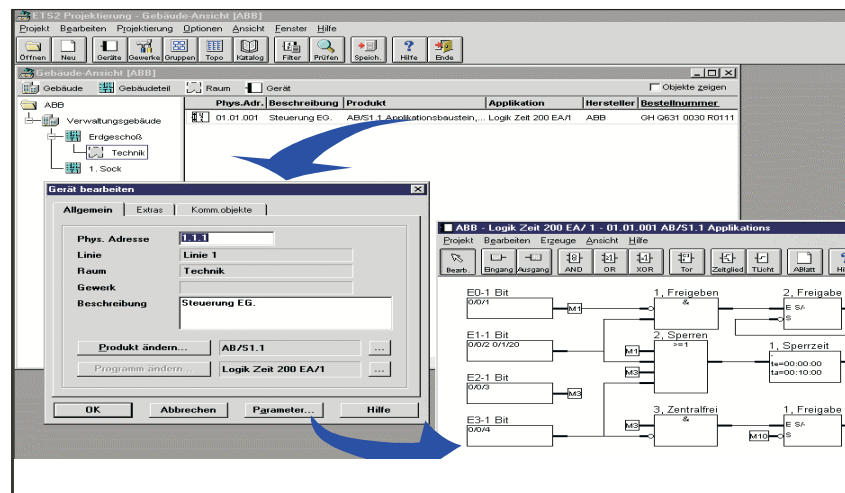 ETS2 Projektierung - Gebäude-Ansicht [ABB]
Projekt Bearbeiten Projektierung Optionen Ansicht Fenster Hilfe
Öffnen Neu Geräte Gewerke Gruppen Topo Katalog Filter Prüfen Speich. Hilfe Ende
Gebäude-Ansicht [ABB]
Gebäude Gebäudeteil Raum Gerät Objekte zeigen
ABB
Verwaltungsgebäude
Erdgeschoß
Technik
1. Sock
Phys.Adr. Beschreibung Produkt Applikation Hersteller Bestellnummer
01.01.001 Steuerung EG. AB/S1.1 Applikationsbaustein,... Logik Zeit 200 EA/1 ABB GH Q631 0030 R0111
Gerät bearbeiten
Allgemein Extras Komm.objekte
Phys. Adresse 1.1.1
Linie Linie 1
Raum Technik
Gewerk
Beschreibung Steuerung EG.
Produkt ändern... AB/S1.1 ...
Programm ändern... Logik Zeit 200 EA/1 ...
OK Abbrechen Parameter... Hilfe
ABB - Logik Zeit 200 EA/ 1 - 01.01.001 AB/S1.1 Applikations
Projekt Bearbeiten Erzeuge Ansicht Hilfe
Bearb. Eingang Ausgang AND OR XOR Tor Zeitglied TLicht ABlatt Hi
E0-1 Bit
0/0/1
M1
1, Freigeben
&
2, Freigabe
E S/-
S
E1-1 Bit
0/0/2 0/1/20
M1
2, Sperren
>=1
1, Sperrzeit
-
te=00:00:00
ta=00:10:00
M3
E2-1 Bit
0/0/3
M3
E3-1 Bit
0/0/4
M3
3, Zentralfrei
&
1, Freigabe
E S/-
M10
S